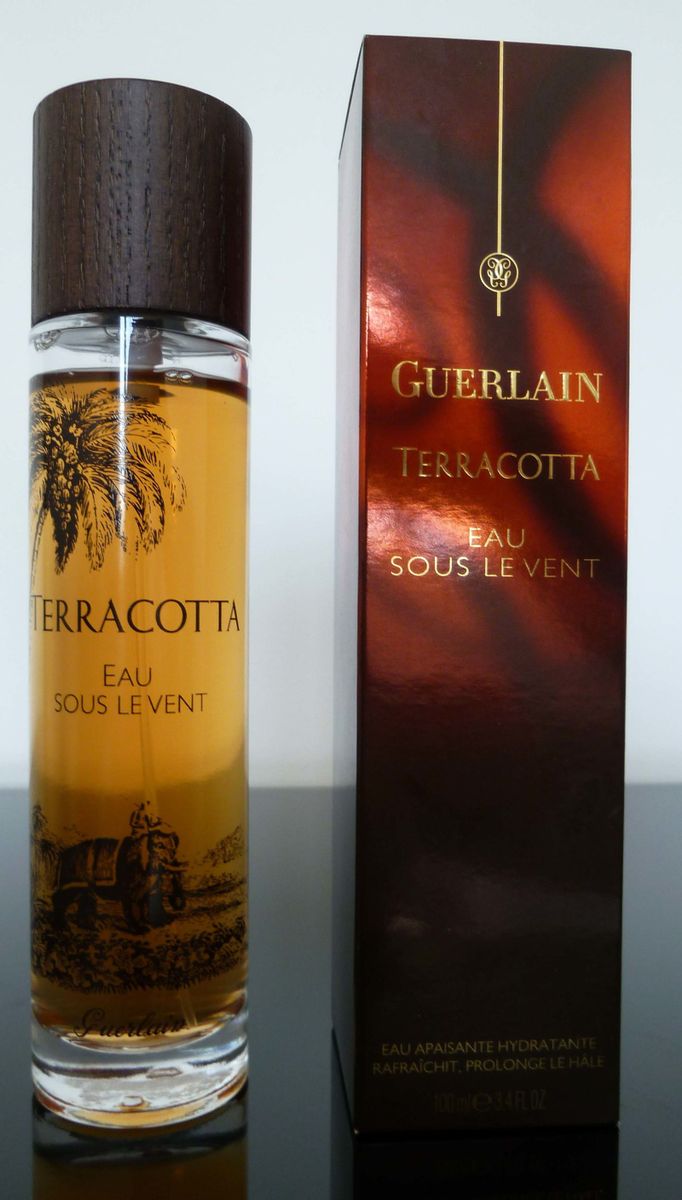 TERRACOTTA
EAU
SOUS LE VENT
Guerlain
GUERLAIN
TERRACOTTA
EAU
SOUS LE VENT
EAU APAISANTE HYDRATANTE
RAFRAÎCHIT, PROLONGE LE HÂLE
100 ml e 3.4 FL OZ